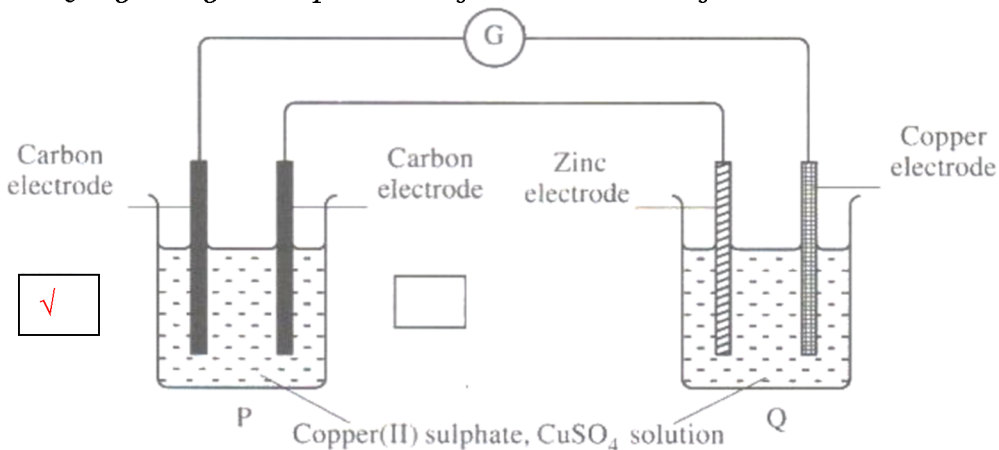 G
Carbon
electrode
Carbon
electrode
Zinc
electrode
Copper
electrode
√
P
Q
Copper(II) sulphate, CuSO₄ solution